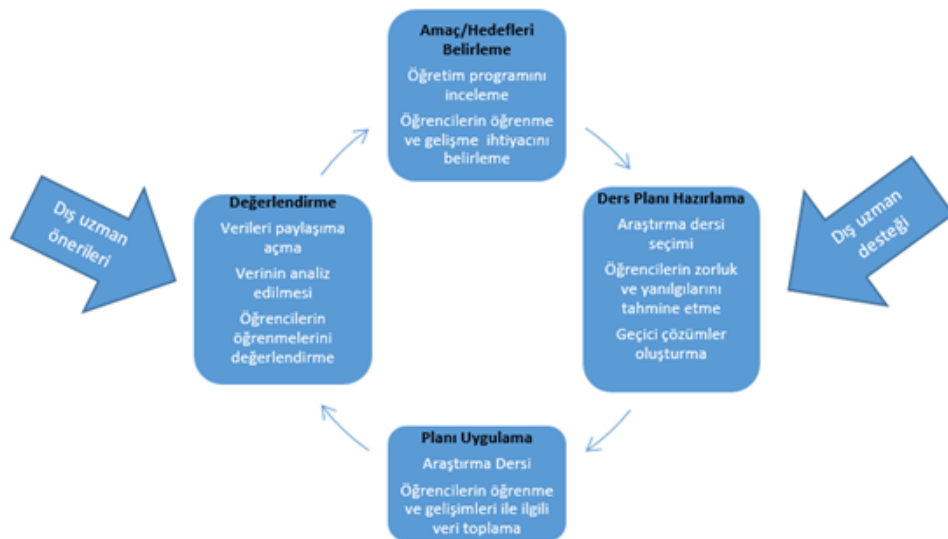 Amaç/Hedefleri
Belirleme
Öğretim programını
inceleme
Öğrencilerin öğrenme
ve gelişme ihtiyacını
belirleme
Dış uzman
önerileri
Değerlendirme
Verileri paylaşıma
açma
Verinin analiz
edilmesi
Öğrencilerin
öğrenmelerini
değerlendirme
Ders Planı Hazırlama
Araştırma dersi
seçimi
Öğrencilerin zorluk
ve yanılgılarını
tahmine etme
Geçici çözümler
oluşturma
Dış uzman
desteği
Planı Uygulama
Araştırma Dersi
Öğrencilerin öğrenme
ve gelişimleri ile ilgili
veri toplama